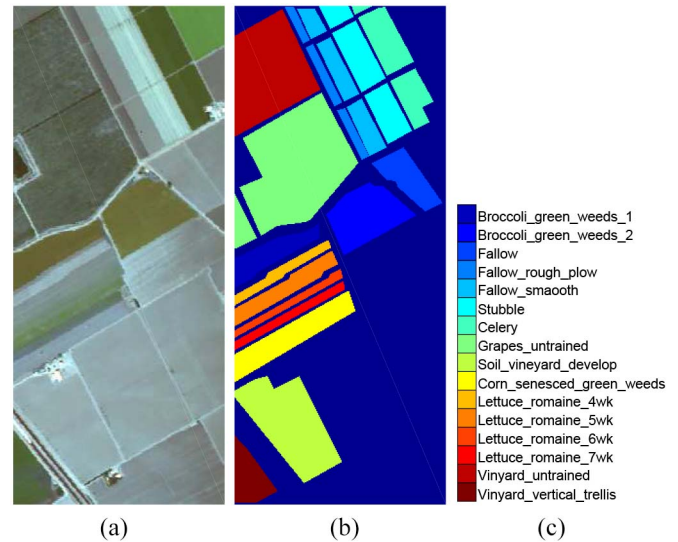 Broccoli_green_weeds_1
Broccoli_green_weeds_2
Fallow
Fallow_rough_plow
Fallow_smaooth
Stubble
Celery
Grapes_untrained
Soil_vineyard_develop
Corn_senesced_green_weeds
Lettuce_romaine_4wk
Lettuce_romaine_5wk
Lettuce_romaine_6wk
Lettuce_romaine_7wk
Vinyard_untrained
Vinyard_vertical_trellis
(a) (b) (c)